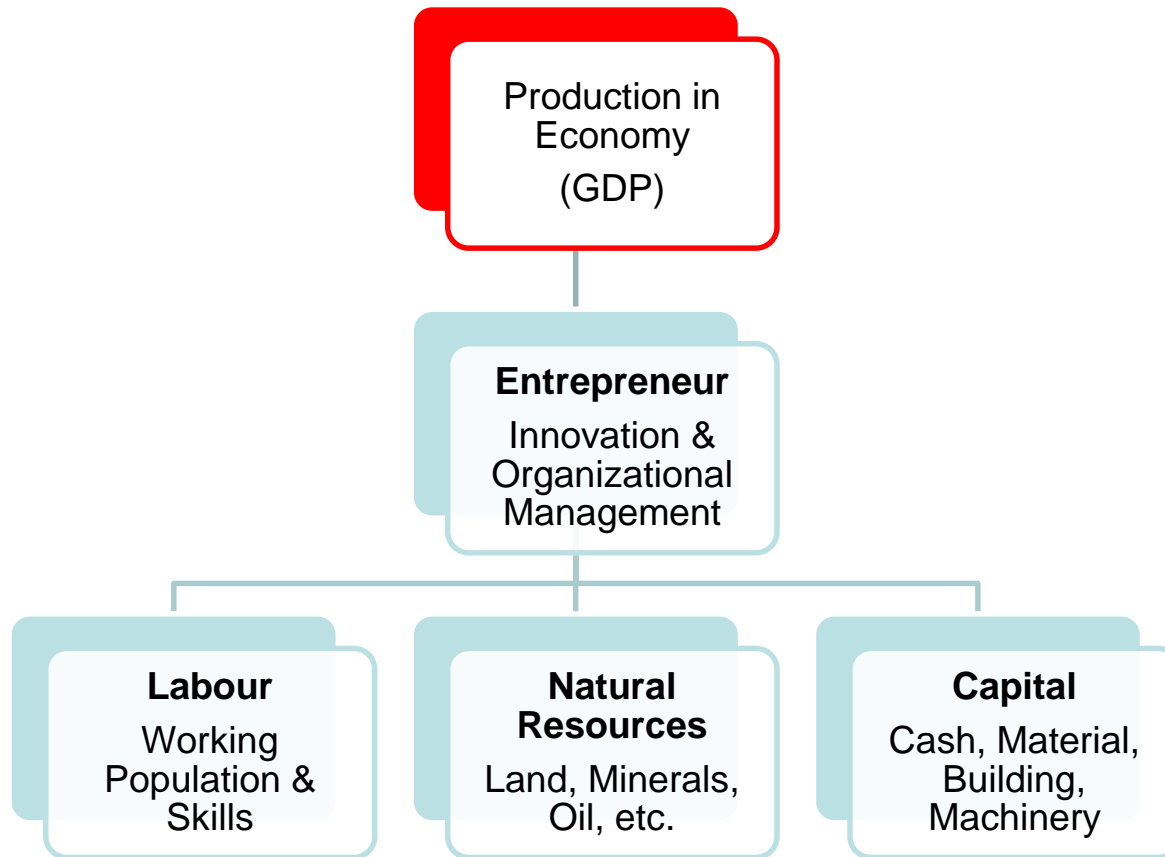 Production in
Economy
(GDP)
Entrepreneur
Innovation &
Organizational
Management
Labour
Working
Population &
Skills
Natural
Resources
Land, Minerals,
Oil, etc.
Capital
Cash, Material,
Building,
Machinery